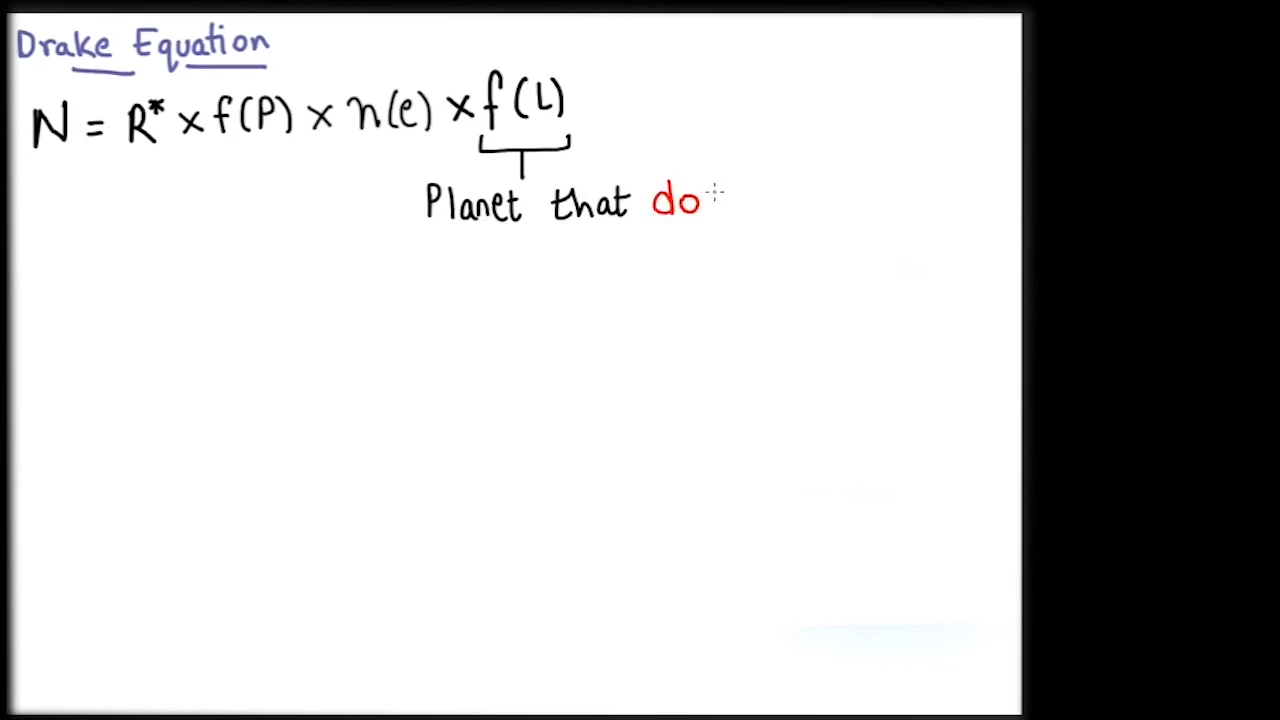 Drake Equation
N = R* × f(P) × n(e) × f(L)
Planet that do